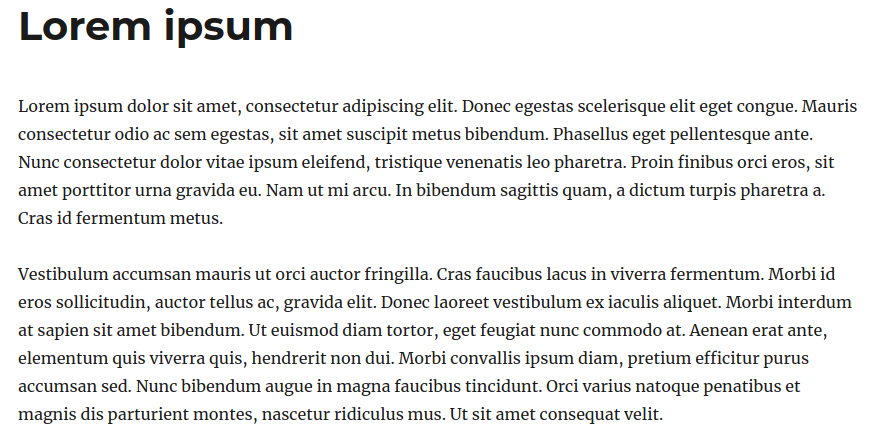 Lorem ipsum
Lorem ipsum dolor sit amet, consectetur adipiscing elit. Donec egestas scelerisque elit eget congue. Mauris
consectetur odio ac sem egestas, sit amet suscipit metus bibendum. Phasellus eget pellentesque ante.
Nunc consectetur dolor vitae ipsum eleifend, tristique venenatis leo pharetra. Proin finibus orci eros, sit
amet porttitor urna gravida eu. Nam ut mi arcu. In bibendum sagittis quam, a dictum turpis pharetra a.
Cras id fermentum metus.
Vestibulum accumsan mauris ut orci auctor fringilla. Cras faucibus lacus in viverra fermentum. Morbi id
eros sollicitudin, auctor tellus ac, gravida elit. Donec laoreet vestibulum ex iaculis aliquet. Morbi interdum
at sapien sit amet bibendum. Ut euismod diam tortor, eget feugiat nunc commodo at. Aenean erat ante,
elementum quis viverra quis, hendrerit non dui. Morbi convallis ipsum diam, pretium efficitur purus
accumsan sed. Nunc bibendum augue in magna faucibus tincidunt. Orci varius natoque penatibus et
magnis dis parturient montes, nascetur ridiculus mus. Ut sit amet consequat velit.